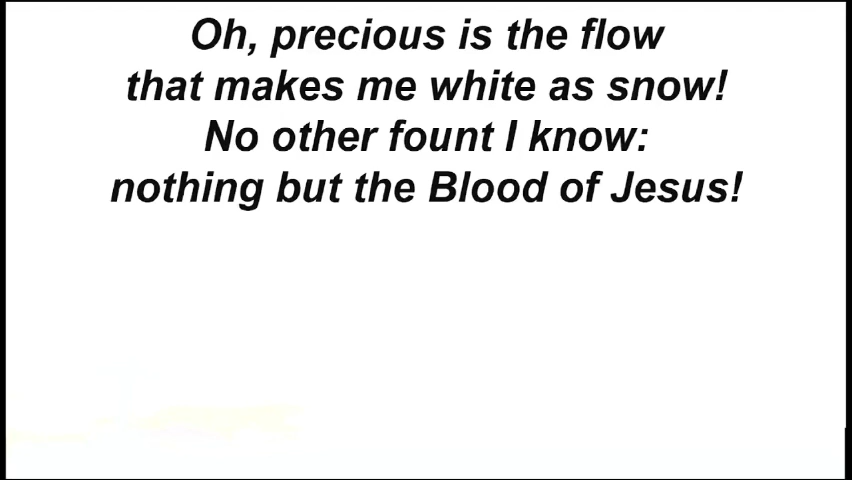 Oh, precious is the flow
that makes me white as snow!
No other fount I know:
nothing but the Blood of Jesus!